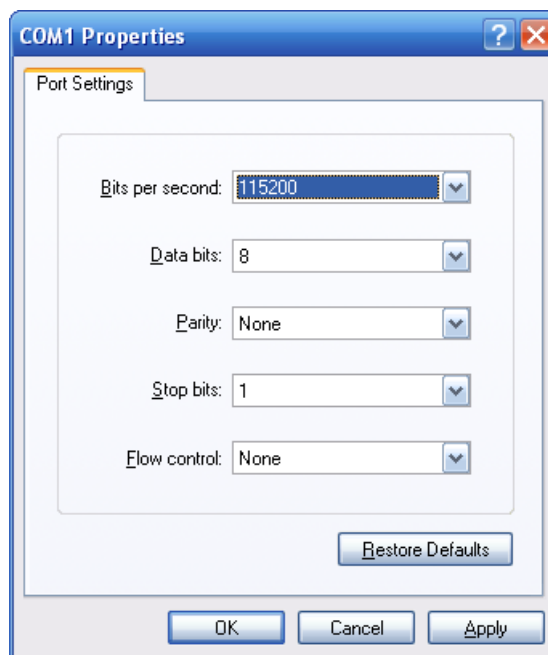 COM1 Properties
Port Settings
Bits per second: 115200
Data bits: 8
Parity: None
Stop bits: 1
Flow control: None
Restore Defaults
OK Cancel Apply